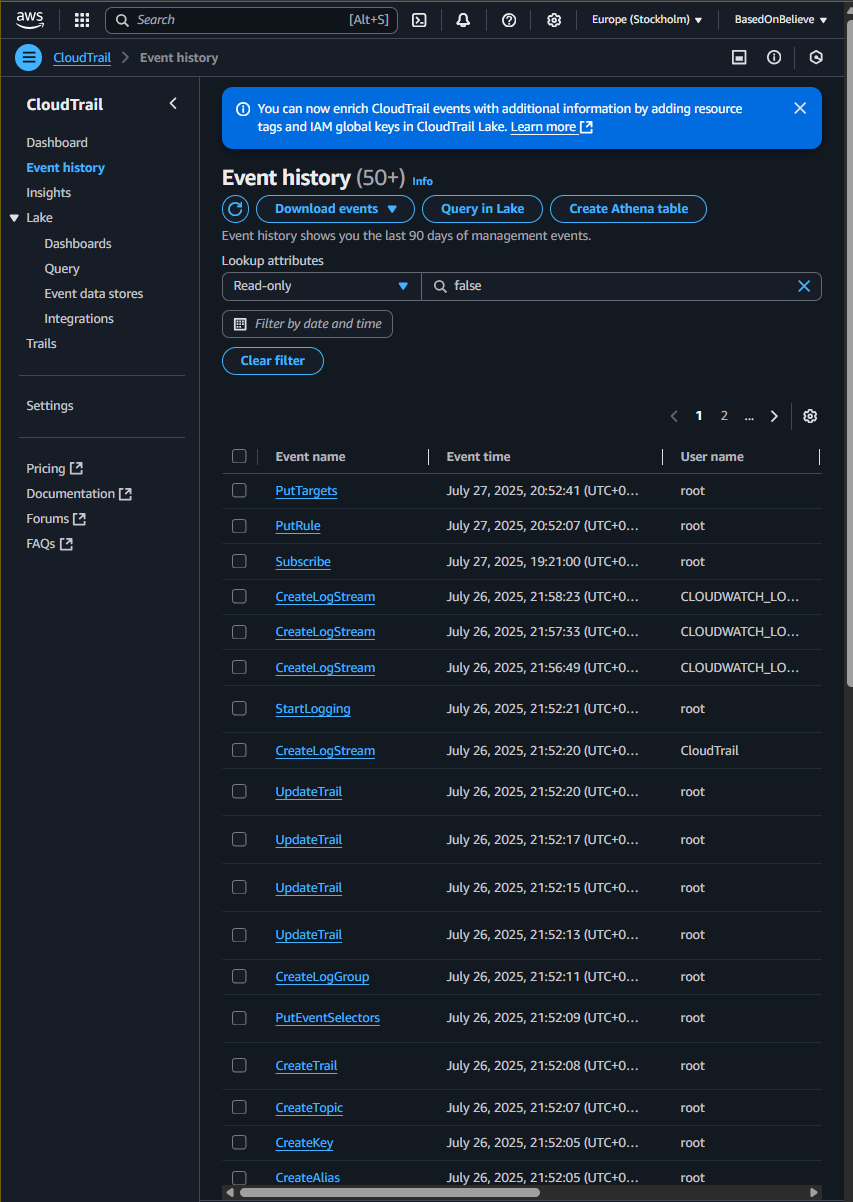 aws
Search [Alt+S]
Europe (Stockholm)
BasedOnBelieve
CloudTrail
Event history
CloudTrail
Dashboard
Event history
Insights
Lake
Dashboards
Query
Event data stores
Integrations
Trails
Settings
Pricing
Documentation
Forums
FAQs
You can now enrich CloudTrail events with additional information by adding resource
tags and IAM global keys in CloudTrail Lake. Learn more
Event history (50+) Info
Download events Query in Lake Create Athena table
Event history shows you the last 90 days of management events.
Lookup attributes
Read-only false
Filter by date and time
Clear filter
1 2 ...
Event name Event time User name
PutTargets July 27, 2025, 20:52:41 (UTC+0... root
PutRule July 27, 2025, 20:52:07 (UTC+0... root
Subscribe July 27, 2025, 19:21:00 (UTC+0... root
CreateLogStream July 26, 2025, 21:58:23 (UTC+0... CLOUDWATCH_LO...
CreateLogStream July 26, 2025, 21:57:33 (UTC+0... CLOUDWATCH_LO...
CreateLogStream July 26, 2025, 21:56:49 (UTC+0... CLOUDWATCH_LO...
StartLogging July 26, 2025, 21:52:21 (UTC+0... root
CreateLogStream July 26, 2025, 21:52:20 (UTC+0... CloudTrail
UpdateTrail July 26, 2025, 21:52:20 (UTC+0... root
UpdateTrail July 26, 2025, 21:52:17 (UTC+0... root
UpdateTrail July 26, 2025, 21:52:15 (UTC+0... root
UpdateTrail July 26, 2025, 21:52:13 (UTC+0... root
CreateLogGroup July 26, 2025, 21:52:11 (UTC+0... root
PutEventSelectors July 26, 2025, 21:52:09 (UTC+0... root
CreateTrail July 26, 2025, 21:52:08 (UTC+0... root
CreateTopic July 26, 2025, 21:52:07 (UTC+0... root
CreateKey July 26, 2025, 21:52:05 (UTC+0... root
CreateAlias July 26, 2025, 21:52:05 (UTC+0... root